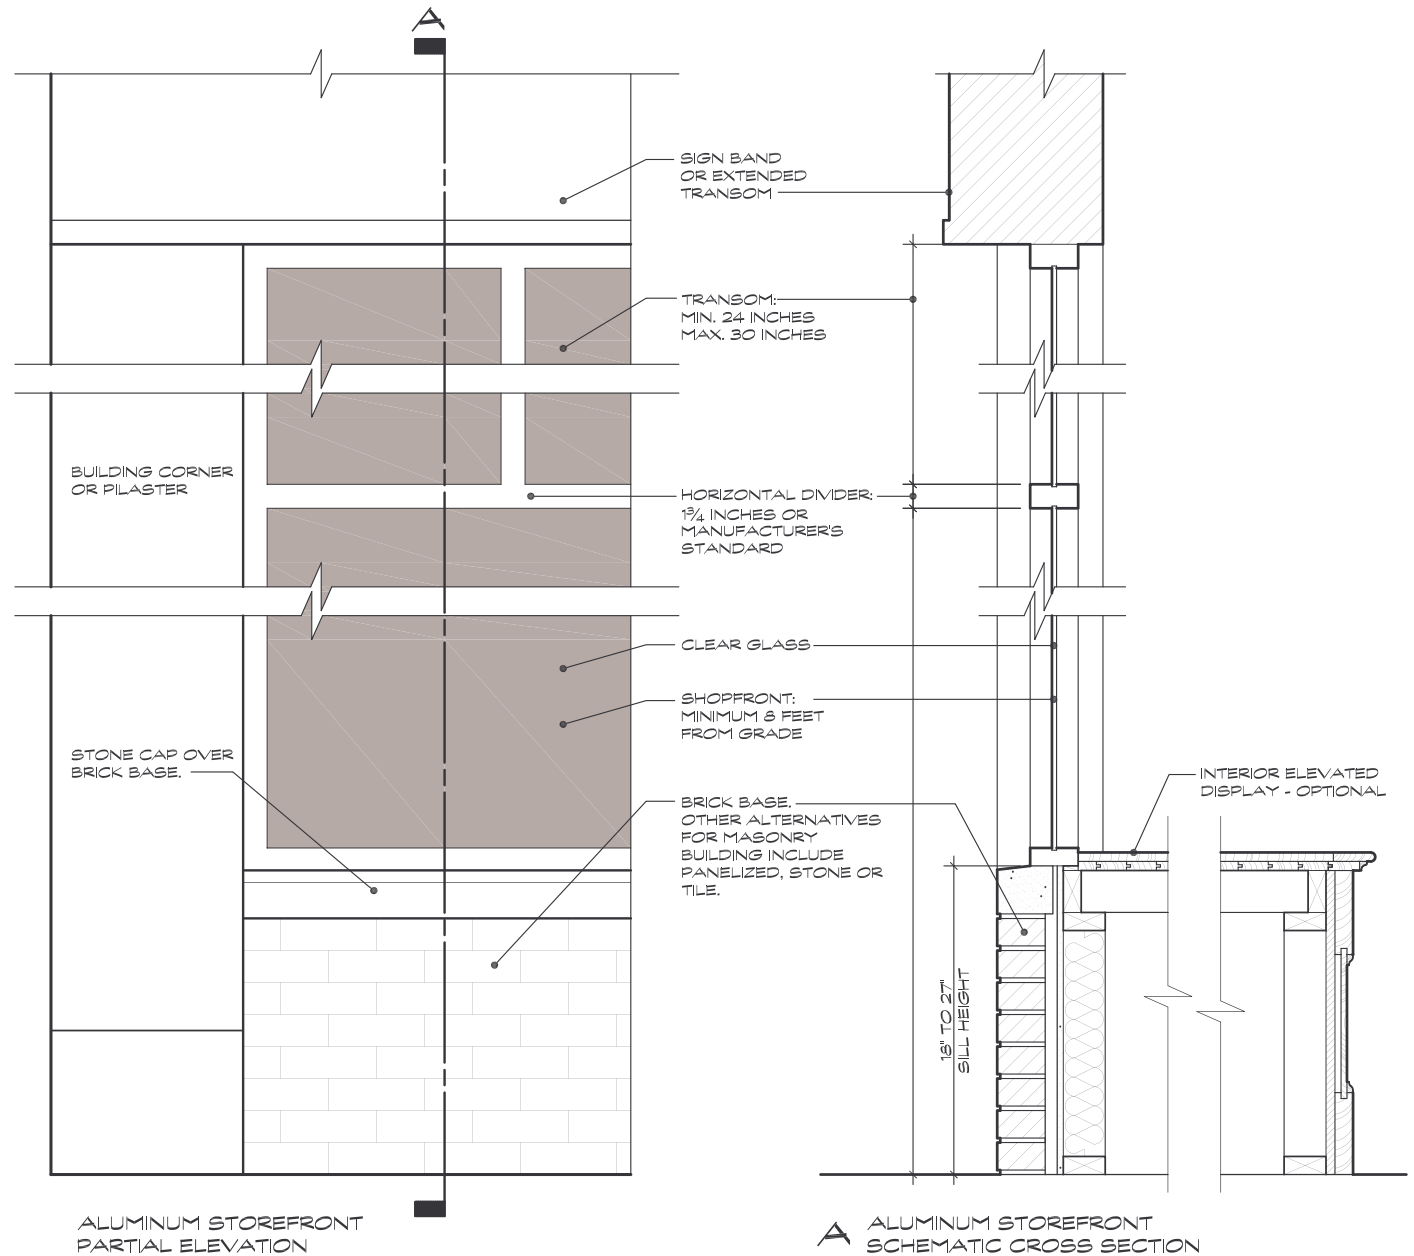 A
SIGN BAND
OR EXTENDED
TRANSOM
TRANSOM:
MIN. 24 INCHES
MAX. 30 INCHES
BUILDING CORNER
OR PILASTER
HORIZONTAL DIVIDER:
1¾ INCHES OR
MANUFACTURER'S
STANDARD
CLEAR GLASS
SHOPFRONT:
MINIMUM 8 FEET
FROM GRADE
STONE CAP OVER
BRICK BASE.
INTERIOR ELEVATED
DISPLAY - OPTIONAL
BRICK BASE.
OTHER ALTERNATIVES
FOR MASONRY
BUILDING INCLUDE
PANELIZED, STONE OR
TILE.
18" TO 27"
SILL HEIGHT
ALUMINUM STOREFRONT
PARTIAL ELEVATION
A
ALUMINUM STOREFRONT
SCHEMATIC CROSS SECTION